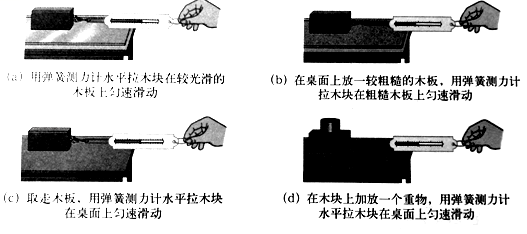 (a) 用弹簧测力计水平拉木块在较光滑的
木板上匀速滑动
(b) 在桌面上放一较粗糙的木板，用弹簧测力计
拉木块在粗糙木板上匀速滑动
(c) 取走木板，用弹簧测力计水平拉木块
在桌面上匀速滑动
(d) 在木块上加放一个重物，用弹簧测力计
水平拉木块在桌面上匀速滑动